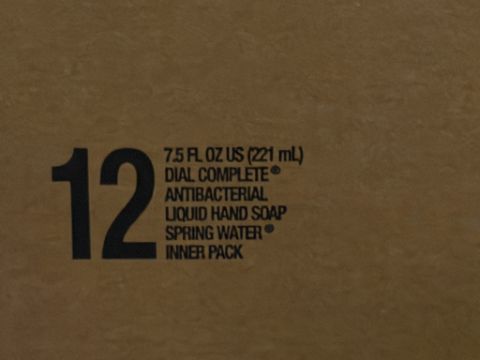 12
7.5 FL OZ US (221 mL)
DIAL COMPLETE®
ANTIBACTERIAL
LIQUID HAND SOAP
SPRING WATER®
INNER PACK